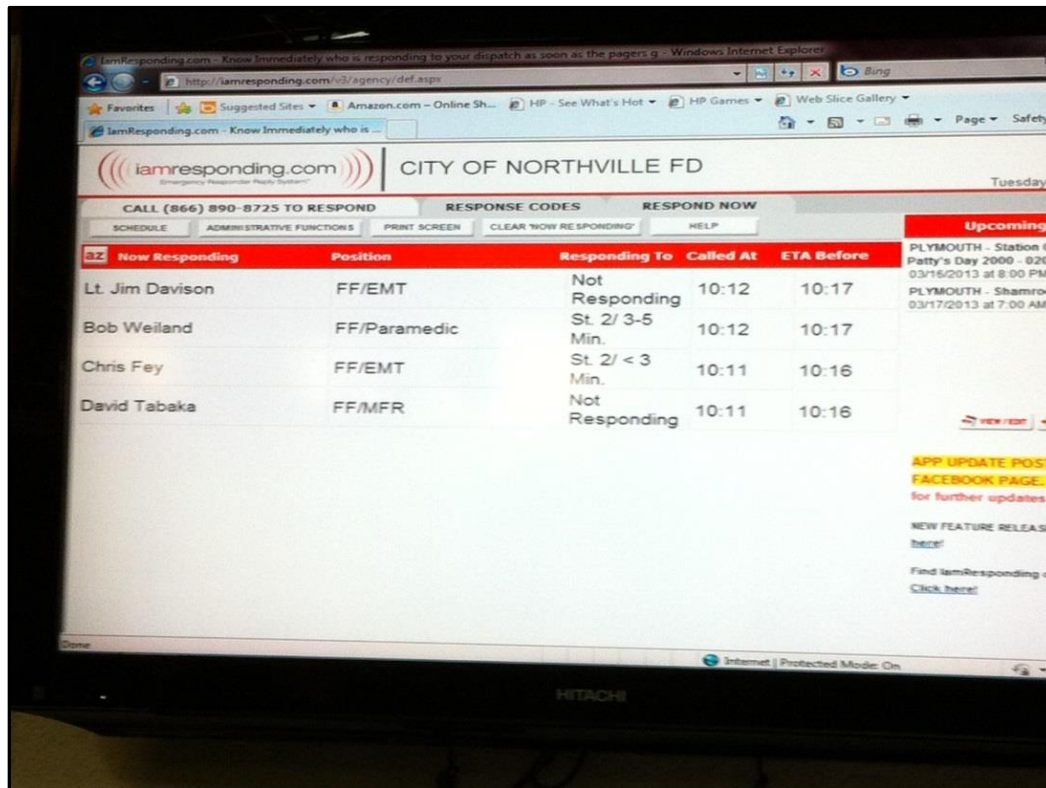 IamResponding.com - Know Immediately who is responding to your dispatch as soon as the pagers g - Windows Internet Explorer
http://iamresponding.com/v3/agency/def.aspx
Bing
Favorites Suggested Sites Amazon.com – Online Sh... HP - See What's Hot HP Games Web Slice Gallery
IamResponding.com - Know Immediately who is ...
Page Safety
iamresponding.com
Emergency Responder Reply System
CITY OF NORTHVILLE FD
Tuesday
CALL (866) 890-8725 TO RESPOND RESPONSE CODES RESPOND NOW
SCHEDULE ADMINISTRATIVE FUNCTIONS PRINT SCREEN CLEAR 'NOW RESPONDING' HELP
az Now Responding Position Responding To Called At ETA Before
Lt. Jim Davison FF/EMT Not Responding 10:12 10:17
Bob Weiland FF/Paramedic St. 2/ 3-5 Min. 10:12 10:17
Chris Fey FF/EMT St. 2/ < 3 Min. 10:11 10:16
David Tabaka FF/MFR Not Responding 10:11 10:16
Upcoming
PLYMOUTH - Station
Patty's Day 2000 - 020
03/16/2013 at 8:00 PM
PLYMOUTH - Shamro
03/17/2013 at 7:00 AM
VIEW / EDIT
APP UPDATE POST
FACEBOOK PAGE.
for further updates
NEW FEATURE RELEAS
here!
Find IamResponding
Click here!
Done
Internet | Protected Mode: On
HITACHI